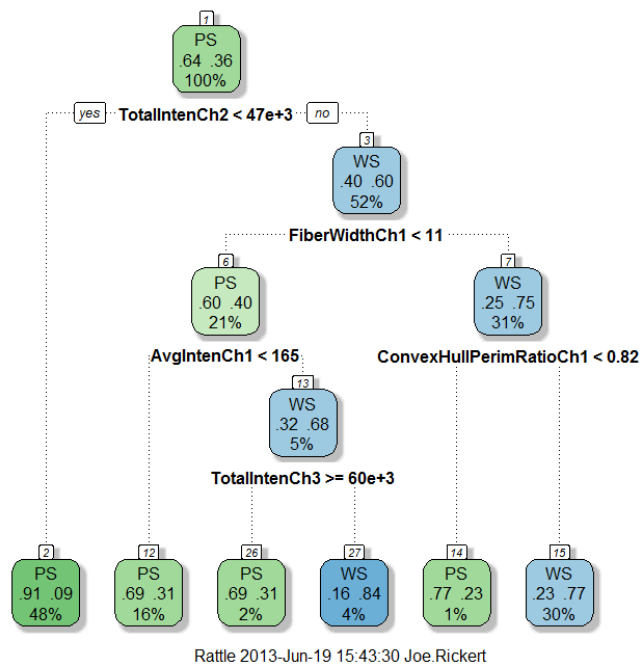 1
PS
.64 .36
100%
yes TotalIntenCh2 < 47e+3 no
3
WS
.40 .60
52%
FiberWidthCh1 < 11
6 7
PS WS
.60 .40 .25 .75
21% 31%
AvgIntenCh1 < 165 ConvexHullPerimRatioCh1 < 0.82
13
WS
.32 .68
5%
TotalIntenCh3 >= 60e+3
2 12 26 27 14 15
PS PS PS WS PS WS
.91 .09 .69 .31 .69 .31 .16 .84 .77 .23 .23 .77
48% 16% 2% 4% 1% 30%
Rattle 2013-Jun-19 15:43:30 Joe.Rickert